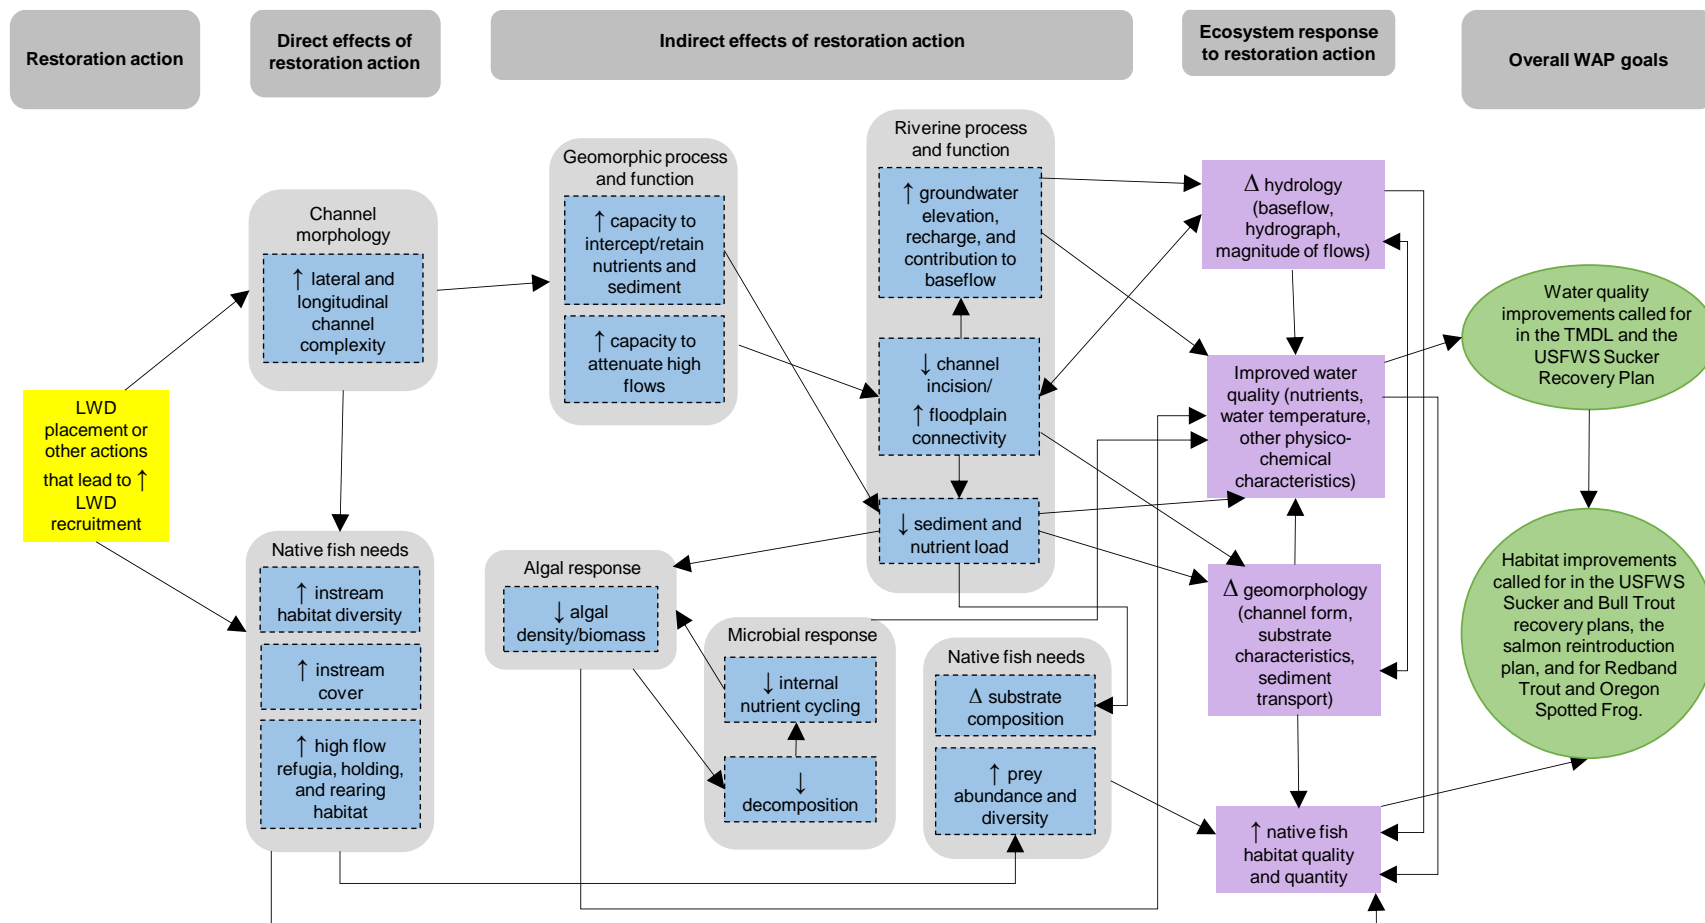 Restoration action
Direct effects of
restoration action
Indirect effects of restoration action
Ecosystem response
to restoration action
Overall WAP goals
LWD
placement or
other actions
that lead to ↑
LWD
recruitment
Channel
morphology
↑ lateral and
longitudinal
channel
complexity
Native fish needs
↑ instream
habitat diversity
↑ instream
cover
↑ high flow
refugia, holding,
and rearing
habitat
Geomorphic process
and function
↑ capacity to
intercept/retain
nutrients and
sediment
↑ capacity to
attenuate high
flows
Algal response
↓ algal
density/biomass
Microbial response
↓ internal
nutrient cycling
↓
decomposition
Riverine process
and function
↑ groundwater
elevation,
recharge, and
contribution to
baseflow
↓ channel
incision/
↑ floodplain
connectivity
↓ sediment and
nutrient load
Native fish needs
Δ substrate
composition
↑ prey
abundance and
diversity
Δ hydrology
(baseflow,
hydrograph,
magnitude of flows)
Improved water
quality (nutrients,
water temperature,
other physico-
chemical
characteristics)
Δ geomorphology
(channel form,
substrate
characteristics,
sediment
transport)
↑ native fish
habitat quality
and quantity
Water quality
improvements called for
in the TMDL and the
USFWS Sucker
Recovery Plan
Habitat improvements
called for in the USFWS
Sucker and Bull Trout
recovery plans, the
salmon reintroduction
plan, and for Redband
Trout and Oregon
Spotted Frog.